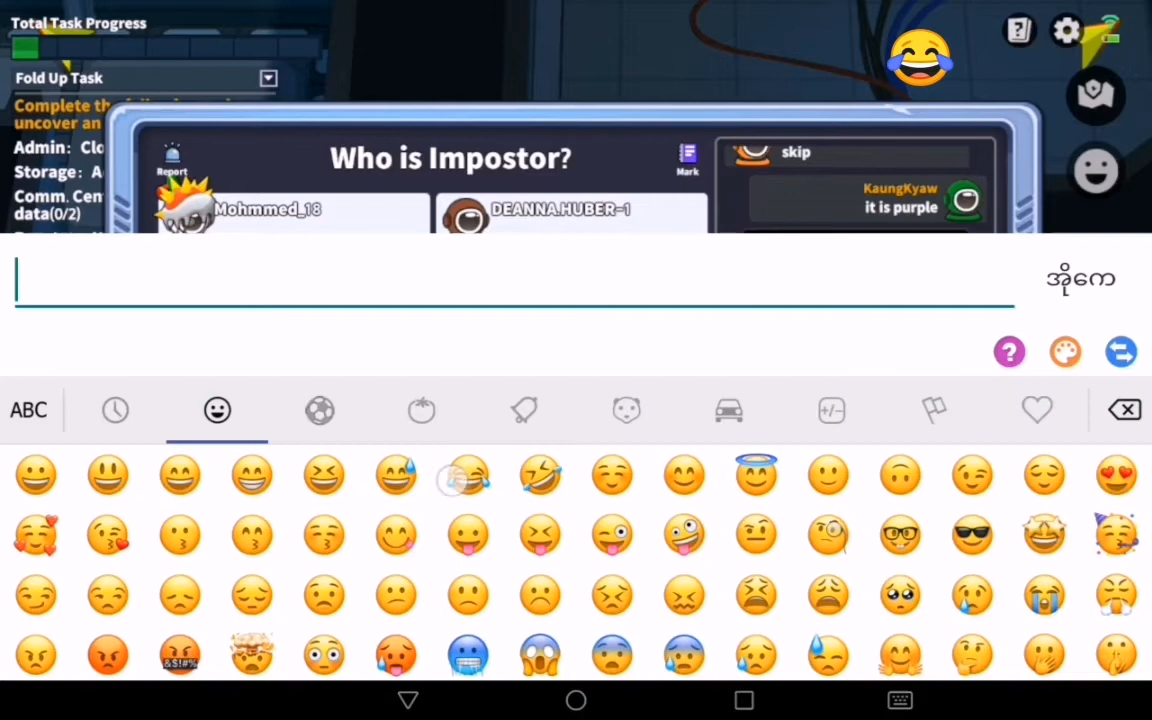 Total Task Progress
Fold Up Task
Complete th
uncover an
Admin: Clo
Storage: A
Comm. Cen
data(0/2)
Report
Who is Impostor?
Mark
Mohmmed_18
DEANNA.HUBER-1
skip
KaungKyaw
it is purple
အိုကေ
ABC
&$!#%